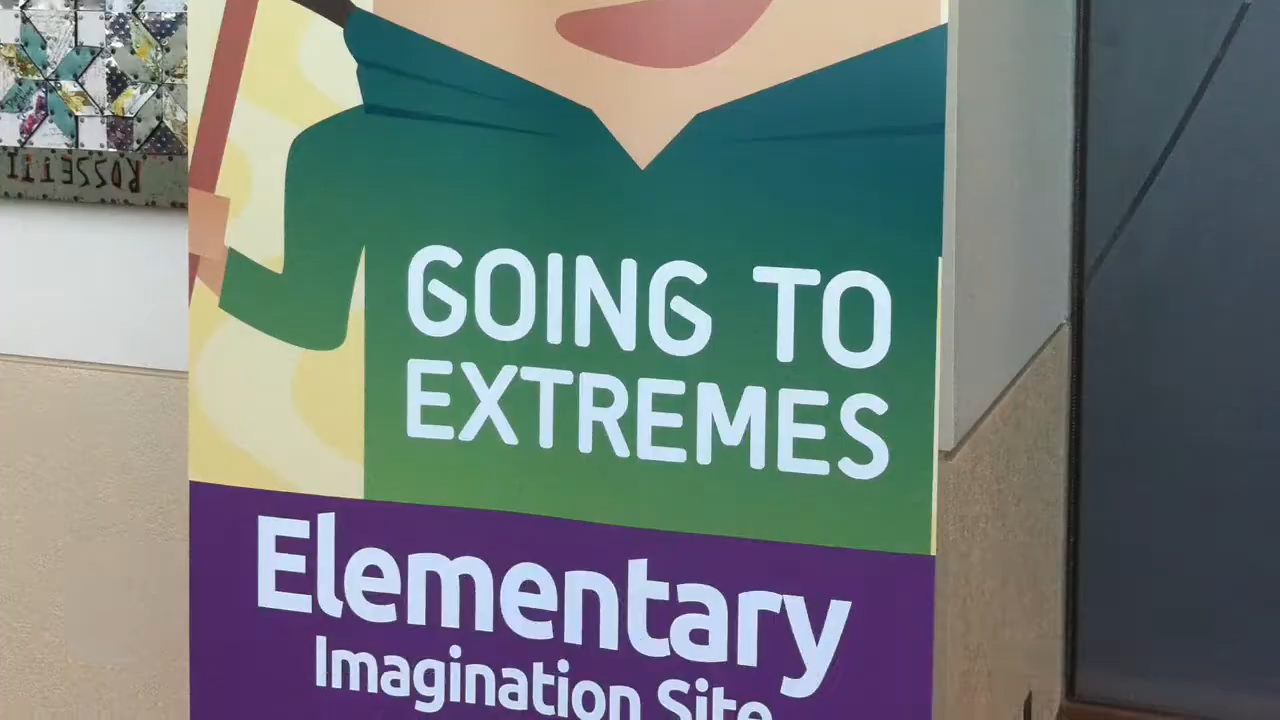 ROSSETTI
GOING TO
EXTREMES
Elementary
Imagination Site